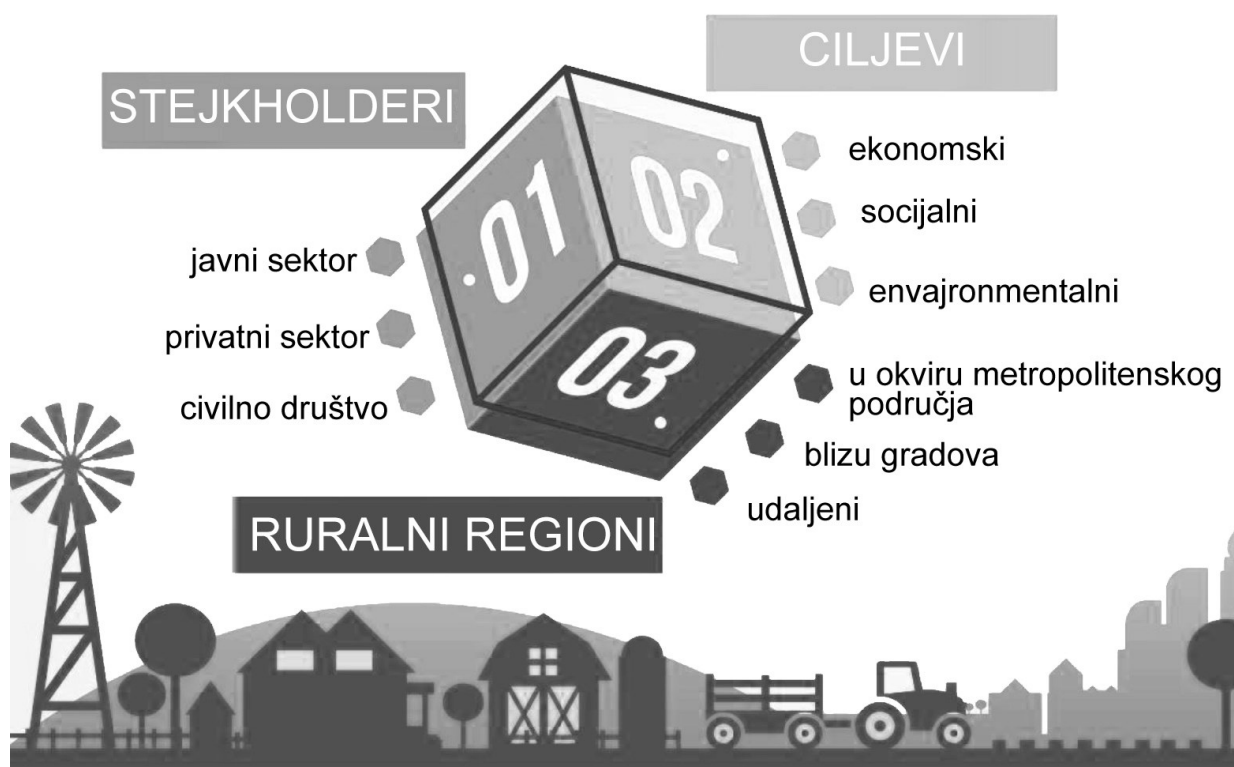 STEJKHOLDERI
javni sektor
privatni sektor
civilno društvo
01
CILJEVI
ekonomski
socijalni
envajronmentalni
02
03
u okviru metropolitenskog
područja
blizu gradova
udaljeni
RURALNI REGIONI